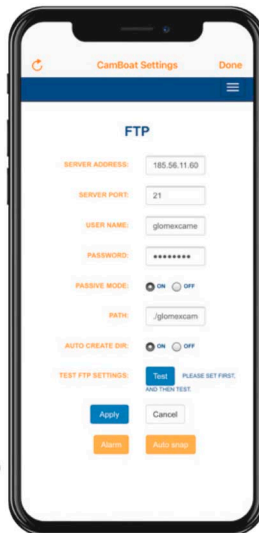 CamBoat Settings Done
FTP
SERVER ADDRESS: 185.56.11.60
SERVER PORT: 21
USER NAME: glomexcame
PASSWORD: ••••••••
PASSIVE MODE: ON OFF
PATH: ./glomexcam
AUTO CREATE DIR: ON OFF
TEST FTP SETTINGS: Test PLEASE SET FIRST,
AND THEN TEST.
Apply Cancel
Alarm Auto snap